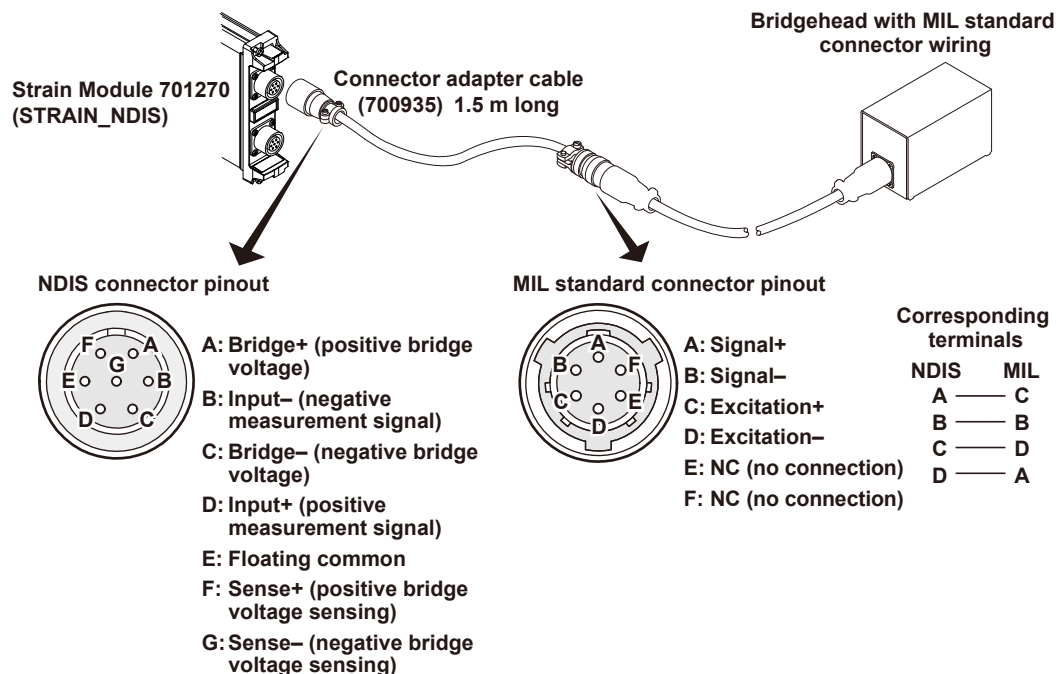 Bridgehead with MIL standard
connector wiring
Strain Module 701270
(STRAIN_NDIS)
Connector adapter cable
(700935) 1.5 m long
NDIS connector pinout
F
A
G
E
B
D
C
A: Bridge+ (positive bridge
voltage)
B: Input– (negative
measurement signal)
C: Bridge– (negative bridge
voltage)
D: Input+ (positive
measurement signal)
E: Floating common
F: Sense+ (positive bridge
voltage sensing)
G: Sense– (negative bridge
voltage sensing)
MIL standard connector pinout
A
B
F
C
E
D
A: Signal+
B: Signal–
C: Excitation+
D: Excitation–
E: NC (no connection)
F: NC (no connection)
Corresponding
terminals
NDIS MIL
A C
B B
C D
D A